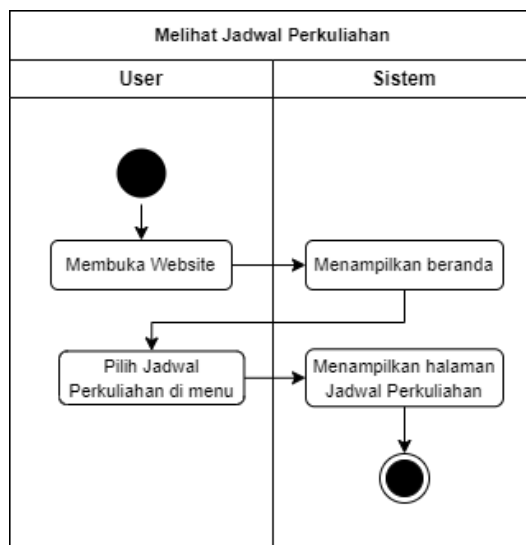 Melihat Jadwal Perkuliahan
User
Sistem
Membuka Website
Menampilkan beranda
Pilih Jadwal
Perkuliahan di menu
Menampilkan halaman
Jadwal Perkuliahan